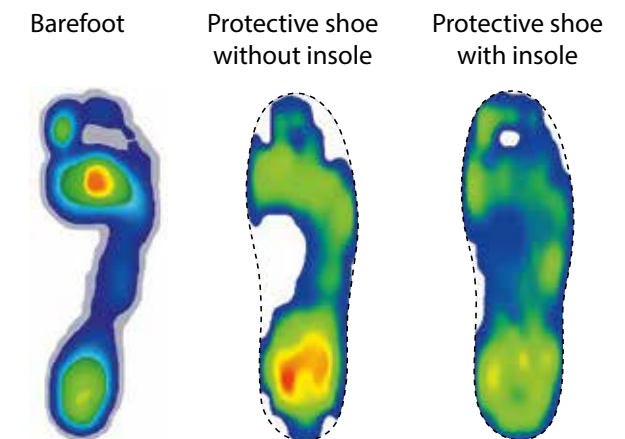 Barefoot
Protective shoe
without insole
Protective shoe
with insole